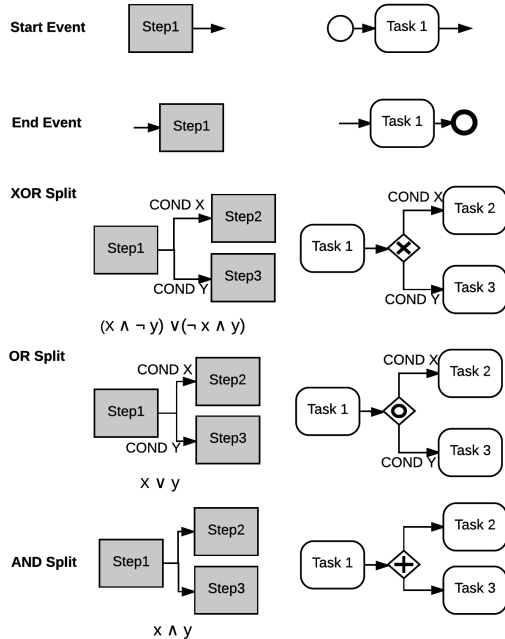 Start Event
Step1
Task 1
End Event
Step1
Task 1
XOR Split
COND X
Step2
Step1
COND Y
Step3
(x ∧ ¬ y) ∨(¬ x ∧ y)
COND X
Task 2
Task 1
COND Y
Task 3
OR Split
COND X
Step2
Step1
COND Y
Step3
x ∨ y
COND X
Task 2
Task 1
COND Y
Task 3
AND Split
Step2
Step1
Step3
x ∧ y
Task 2
Task 1
Task 3